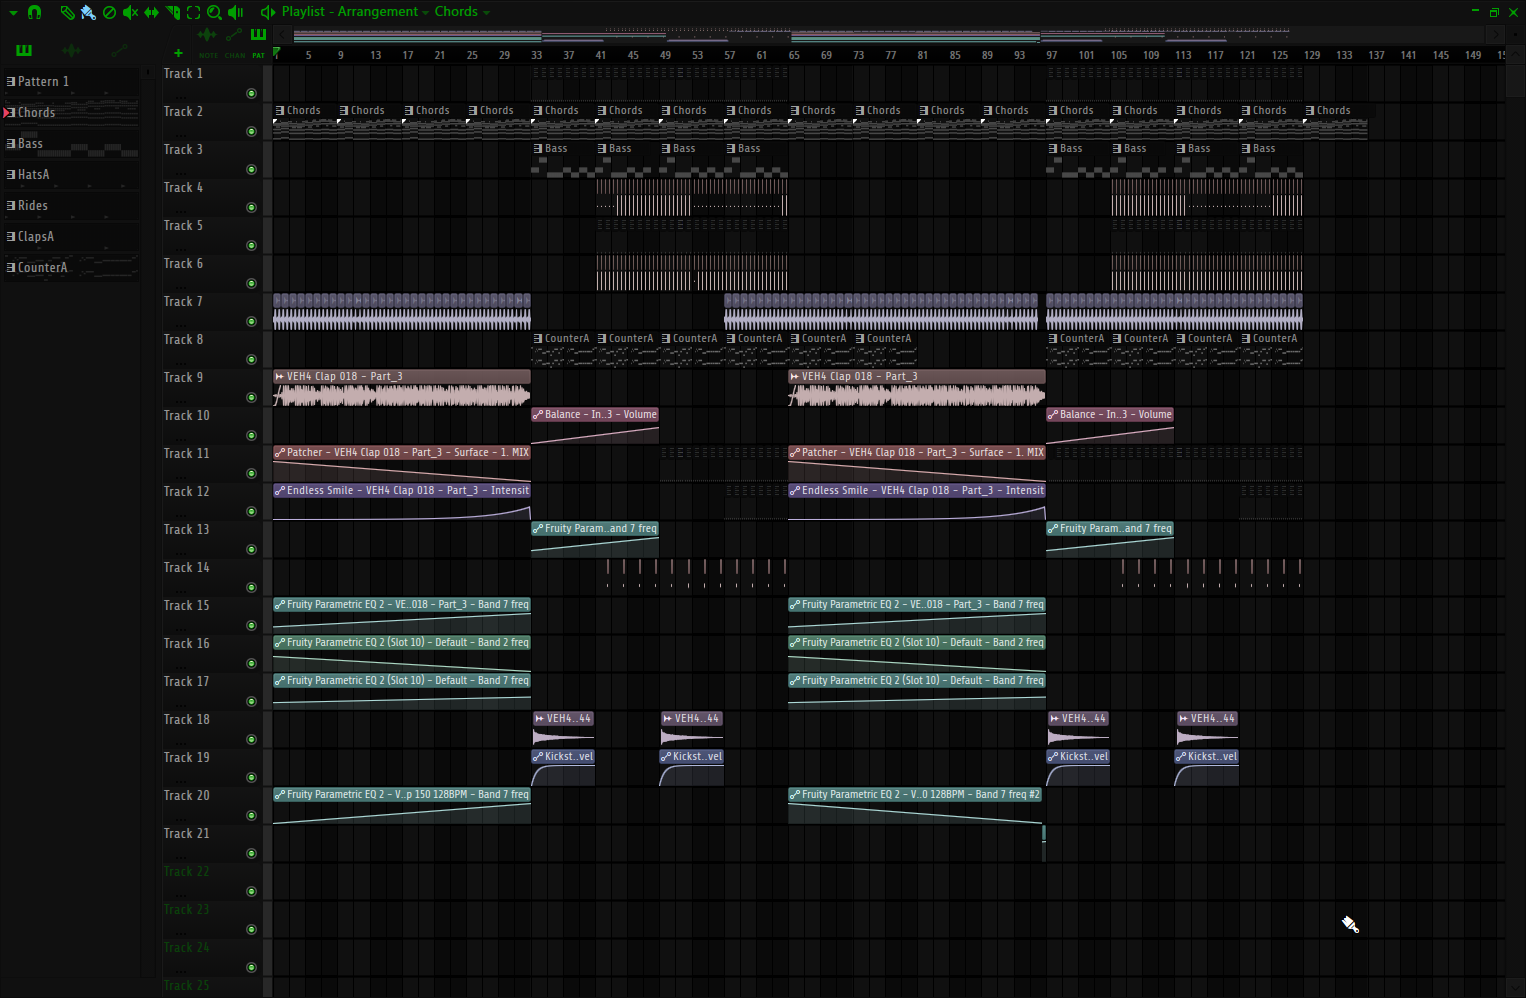 Playlist - Arrangement Chords
NOTE CHAN PAT
1 5 9 13 17 21 25 29 33 37 41 45 49 53 57 61 65 69 73 77 81 85 89 93 97 101 105 109 113 117 121 125 129 133 137 141 145 149
Pattern 1
Chords
Bass
HatsA
Rides
ClapsA
CounterA
Track 1
Track 2 Chords Chords Chords Chords Chords Chords Chords Chords Chords Chords Chords Chords Chords Chords Chords Chords Chords
Track 3 Bass Bass Bass Bass Bass Bass Bass Bass
Track 4
Track 5
Track 6
Track 7
Track 8 CounterA CounterA CounterA CounterA CounterA CounterA CounterA CounterA CounterA CounterA
Track 9 VEH4 Clap 018 - Part_3 VEH4 Clap 018 - Part_3
Track 10 Balance - In..3 - Volume Balance - In..3 - Volume
Track 11 Patcher - VEH4 Clap 018 - Part_3 - Surface - 1. MIX Patcher - VEH4 Clap 018 - Part_3 - Surface - 1. MIX
Track 12 Endless Smile - VEH4 Clap 018 - Part_3 - Intensit Endless Smile - VEH4 Clap 018 - Part_3 - Intensit
Track 13 Fruity Param..and 7 freq Fruity Param..and 7 freq
Track 14
Track 15 Fruity Parametric EQ 2 - VE..018 - Part_3 - Band 7 freq Fruity Parametric EQ 2 - VE..018 - Part_3 - Band 7 freq
Track 16 Fruity Parametric EQ 2 (Slot 10) - Default - Band 2 freq Fruity Parametric EQ 2 (Slot 10) - Default - Band 2 freq
Track 17 Fruity Parametric EQ 2 (Slot 10) - Default - Band 7 freq Fruity Parametric EQ 2 (Slot 10) - Default - Band 7 freq
Track 18 VEH4..44 VEH4..44 VEH4..44 VEH4..44
Track 19 Kickst..vel Kickst..vel Kickst..vel Kickst..vel
Track 20 Fruity Parametric EQ 2 - V..p 150 128BPM - Band 7 freq Fruity Parametric EQ 2 - V..0 128BPM - Band 7 freq #2
Track 21
Track 22
Track 23
Track 24
Track 25